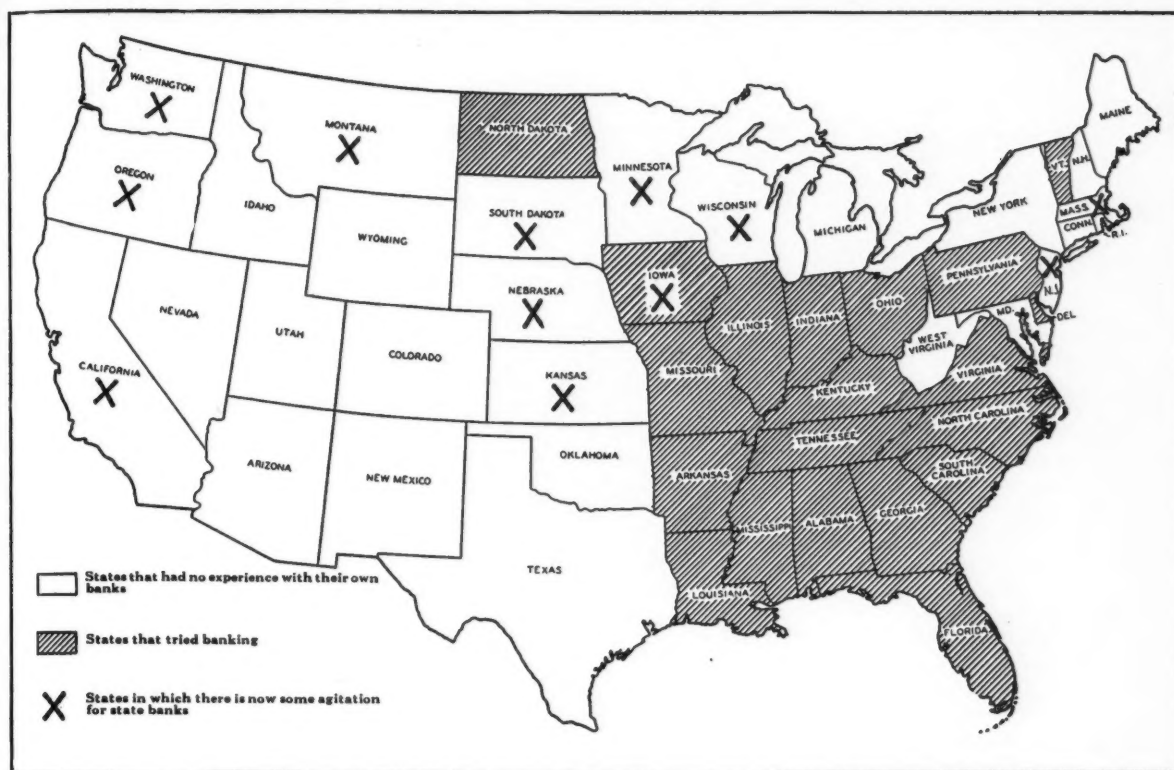 WASHINGTON
MONTANA
NORTH DAKOTA
MINNESOTA
MAINE
VT.
N.H.
OREGON
IDAHO
SOUTH DAKOTA
WISCONSIN
MICHIGAN
NEW YORK
MASS.
CONN.
R.I.
WYOMING
IOWA
PENNSYLVANIA
N.J.
NEBRASKA
NEVADA
UTAH
COLORADO
ILLINOIS
INDIANA
OHIO
MD.
DEL
WEST
VIRGINIA
VIRGINIA
CALIFORNIA
KANSAS
MISSOURI
KENTUCKY
NORTH CAROLINA
TENNESSEE
ARIZONA
NEW MEXICO
OKLAHOMA
ARKANSAS
SOUTH
CAROLINA
MISSISSIPPI
ALABAMA
GEORGIA
TEXAS
LOUISIANA
FLORIDA
States that had no experience with their own
banks
States that tried banking
States in which there is now some agitation
for state banks